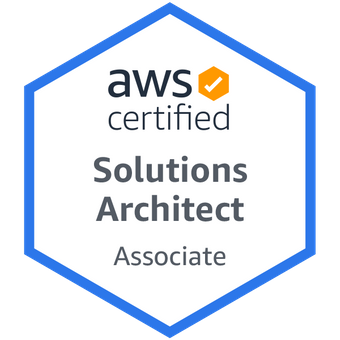 aws
certified
Solutions
Architect
Associate